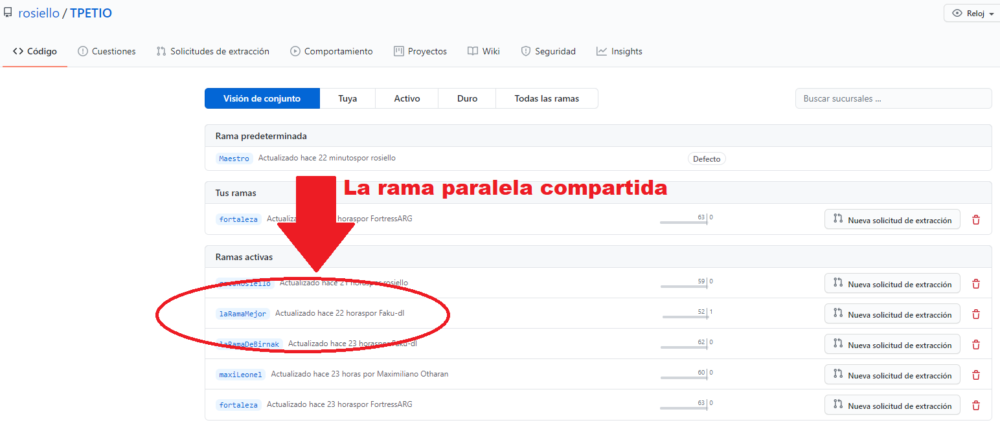 rosiello / TPETIO
Reloj
Código Cuestiones Solicitudes de extracción Comportamiento Proyectos Wiki Seguridad Insights
Visión de conjunto Tuya Activo Duro Todas las ramas Buscar sucursales ...
Rama predeterminada
Maestro Actualizado hace 22 minutospor rosiello Defecto
La rama paralela compartida
Tus ramas
fortaleza horaspor FortressARG 63 0 Nueva solicitud de extracción
Ramas activas
Actualizado hace 21 horaspor rosiello 59 0 Nueva solicitud de extracción
laRamaMejor Actualizado hace 22 horaspor Faku-dl 52 1 Nueva solicitud de extracción
laRamaDeBirnak Actualizado hace 23 horaspor Faku-dl 62 0 Nueva solicitud de extracción
maxiLeonel Actualizado hace 23 horas por Maximiliano Otharan 60 0 Nueva solicitud de extracción
fortaleza Actualizado hace 23 horaspor FortressARG 63 0 Nueva solicitud de extracción